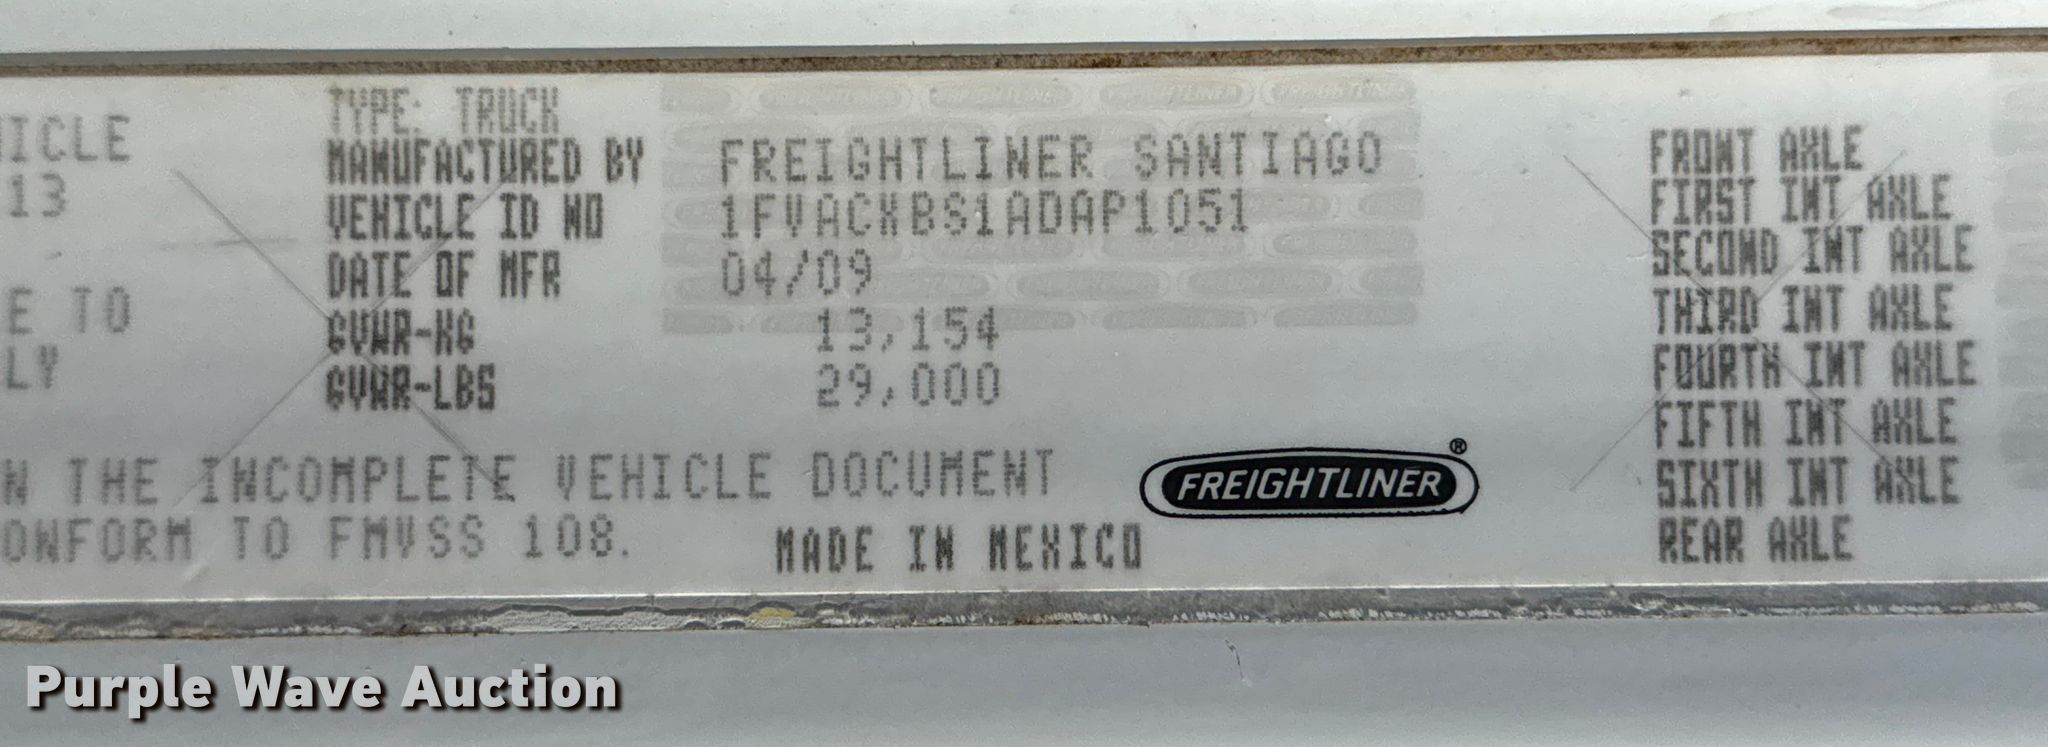 TYPE: TRUCK
MANUFACTURED BY FREIGHTLINER SANTIAGO
VEHICLE ID NO 1FVACXBS1ADAP1051
DATE OF MFR 04/09
GVWR-KG 13,154
GVWR-LBS 29,000
ICLE
13
E TO
LY
N THE INCOMPLETE VEHICLE DOCUMENT
ONFORM TO FMVSS 108.
MADE IN MEXICO
FREIGHTLINER®
FRONT AXLE
FIRST INT AXLE
SECOND INT AXLE
THIRD INT AXLE
FOURTH INT AXLE
FIFTH INT AXLE
SIXTH INT AXLE
REAR AXLE
Purple Wave Auction